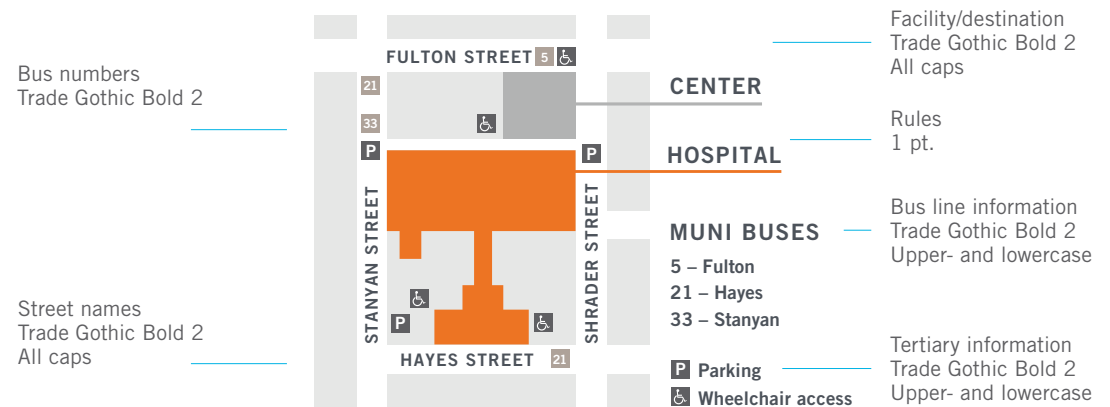 Bus numbers
Trade Gothic Bold 2
Street names
Trade Gothic Bold 2
All caps
FULTON STREET 5
21
33
P
P
STANYAN STREET
SHRADER STREET
P
HAYES STREET 21
CENTER
HOSPITAL
MUNI BUSES
5 – Fulton
21 – Hayes
33 – Stanyan
P Parking
Wheelchair access
Facility/destination
Trade Gothic Bold 2
All caps
Rules
1 pt.
Bus line information
Trade Gothic Bold 2
Upper- and lowercase
Tertiary information
Trade Gothic Bold 2
Upper- and lowercase